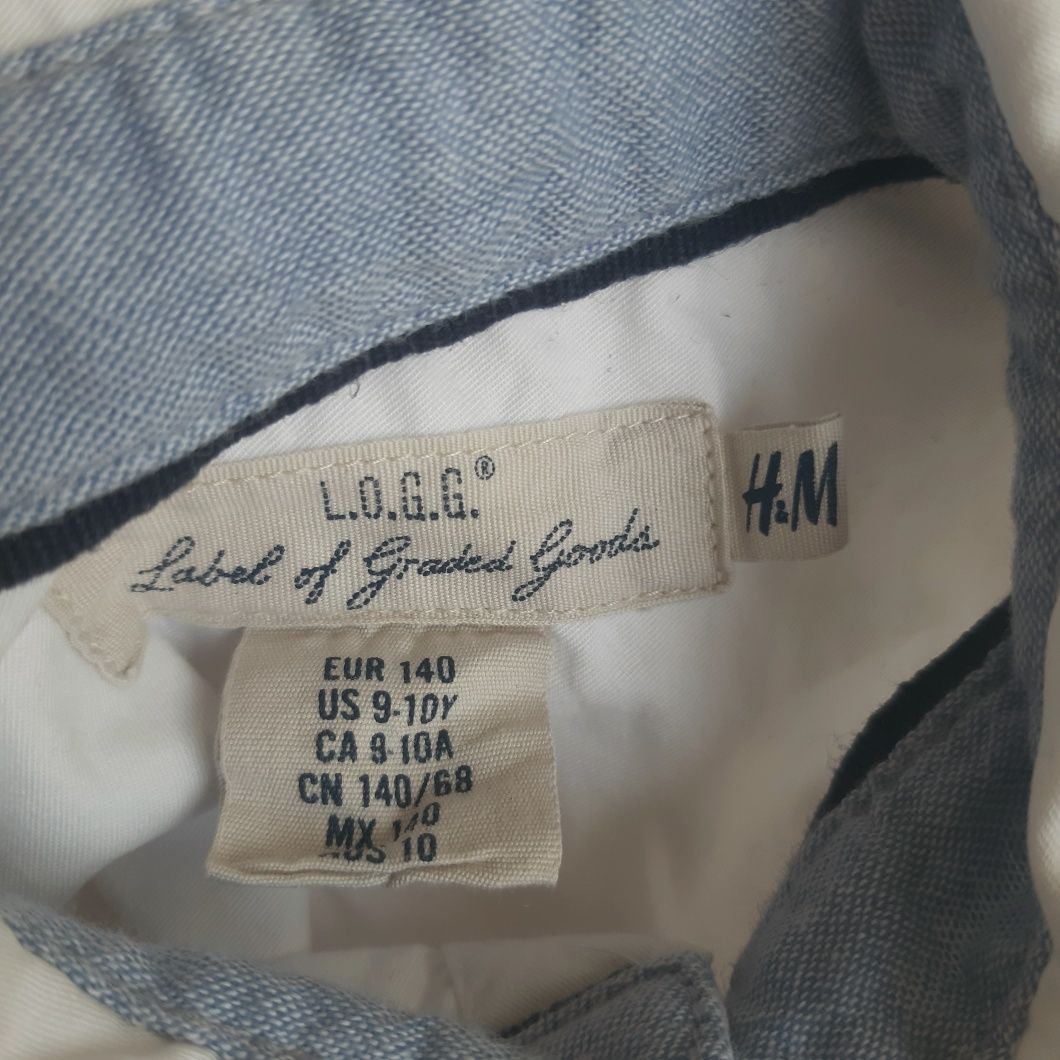 L.O.G.G.®
Label of Graded Goods
H&M
EUR 140
US 9-10Y
CA 9-10A
CN 140/68
MX 140
AUS 10